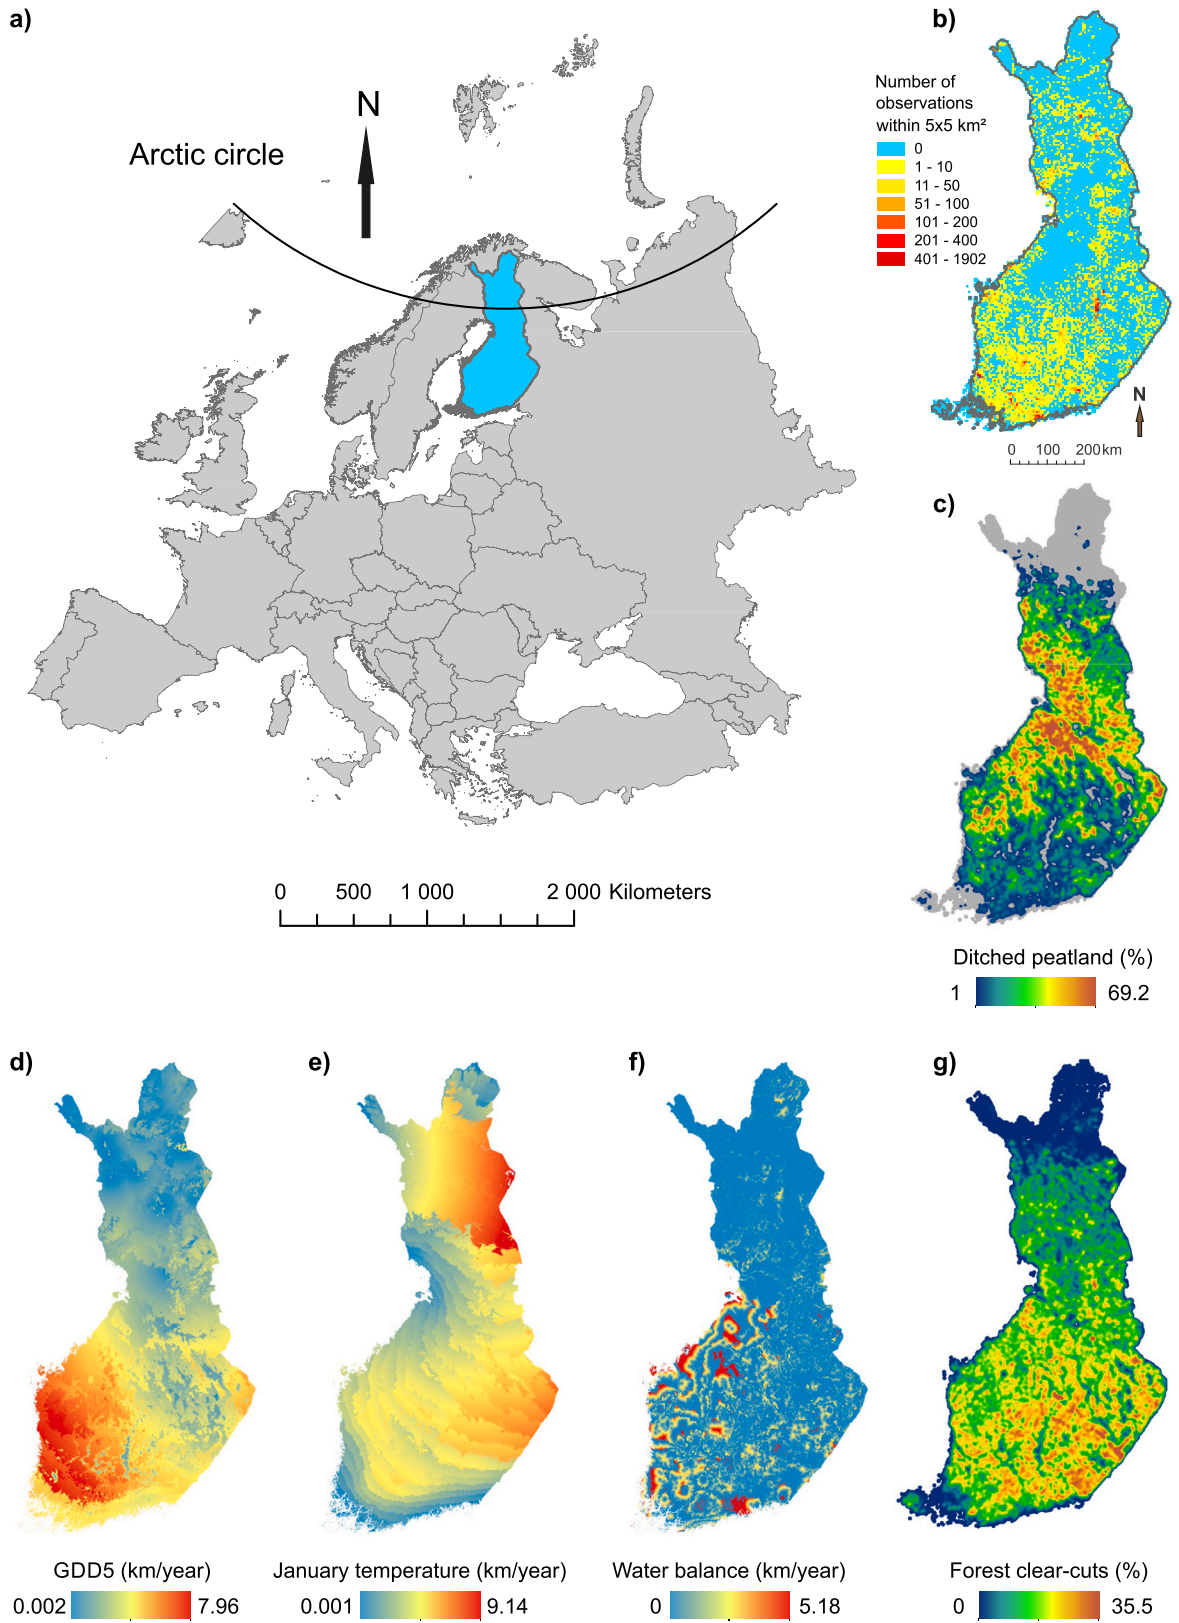 a)
N
Arctic circle
0 500 1 000 2 000 Kilometers
b)
Number of
observations
within 5x5 km²
0
1 - 10
11 - 50
51 - 100
101 - 200
201 - 400
401 - 1902
N
0 100 200km
c)
Ditched peatland (%)
1 69.2
d)
GDD5 (km/year)
0.002 7.96
e)
January temperature (km/year)
0.001 9.14
f)
Water balance (km/year)
0 5.18
g)
Forest clear-cuts (%)
0 35.5